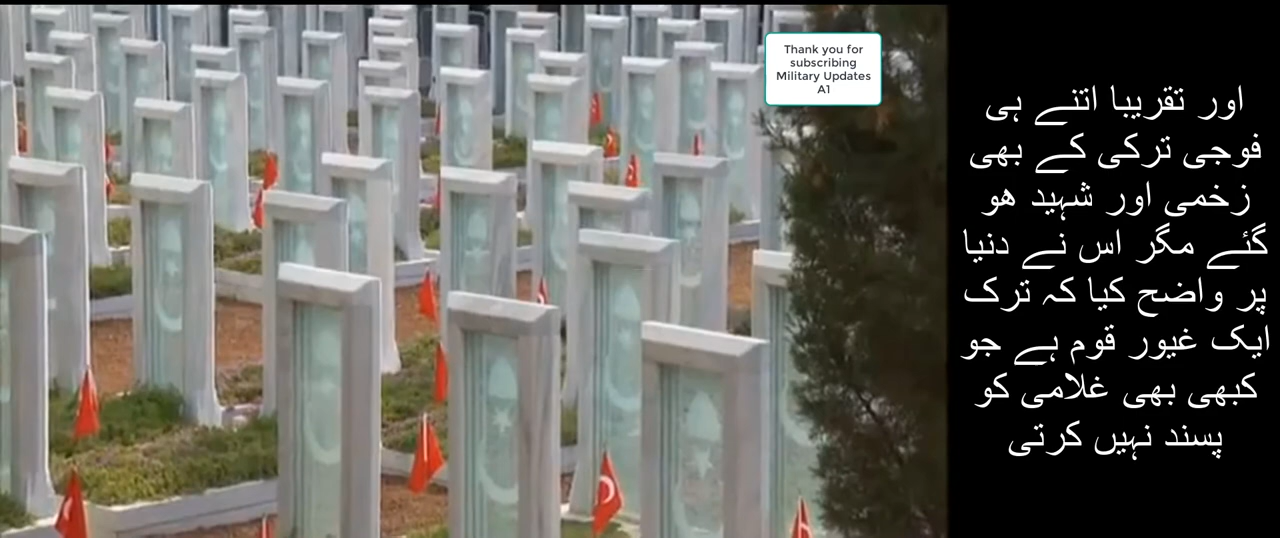 Thank you for
subscribing
Military Updates
A1
اور تقریبا اتنے ہی
فوجی ترکی کے بھی
زخمی اور شہید ھو
گئے مگر اس نے دنیا
پر واضح کیا کہ ترک
ایک غیور قوم ہے جو
کبھی بھی غلامی کو
پسند نہیں کرتی